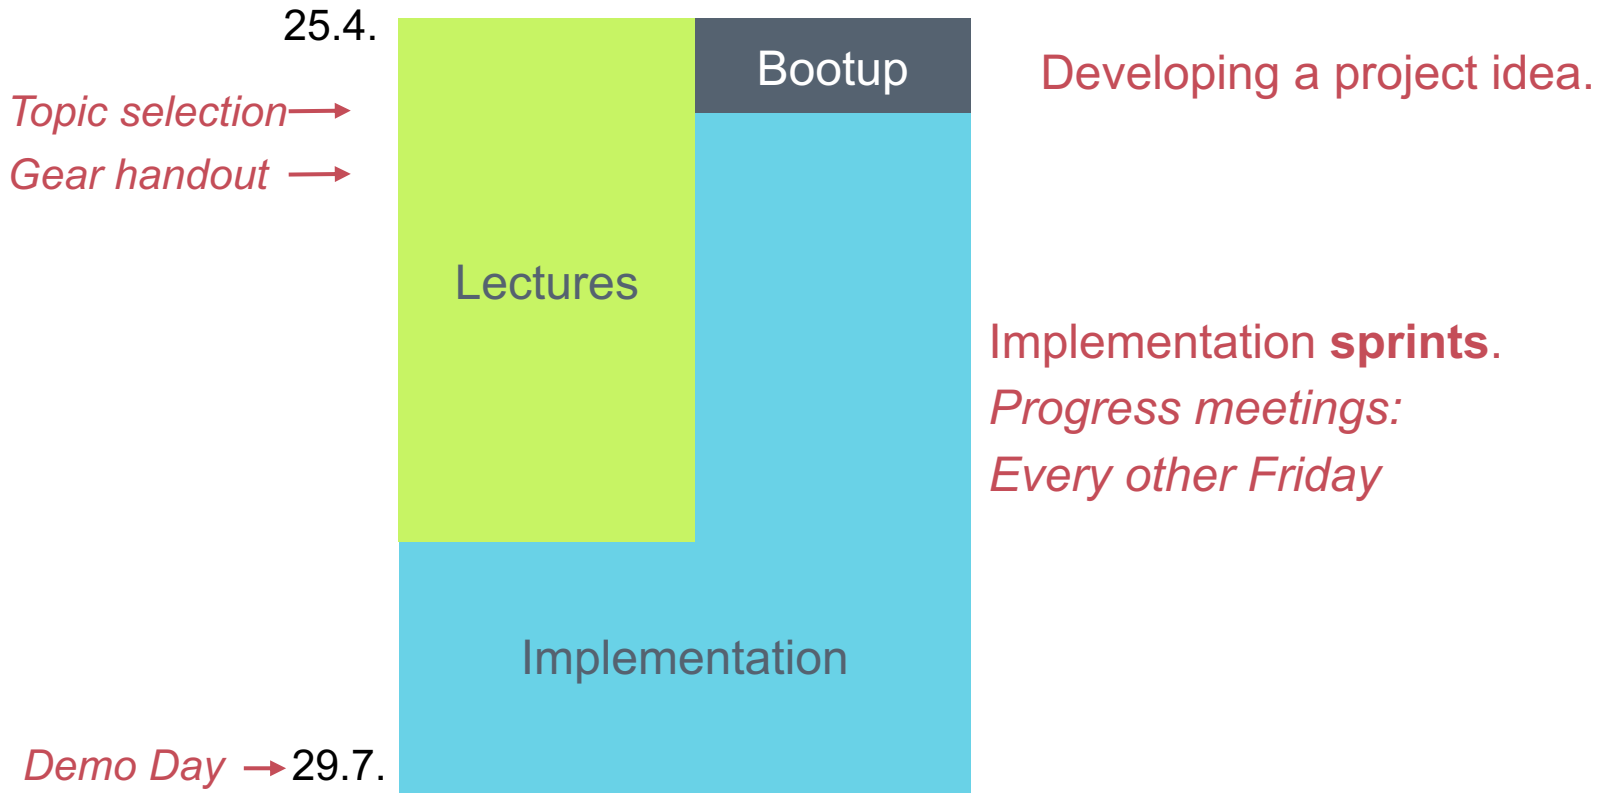 25.4.
Bootup
Developing a project idea.
Topic selection
Gear handout
Lectures
Implementation sprints.
Progress meetings:
Every other Friday
Implementation
Demo Day
29.7.